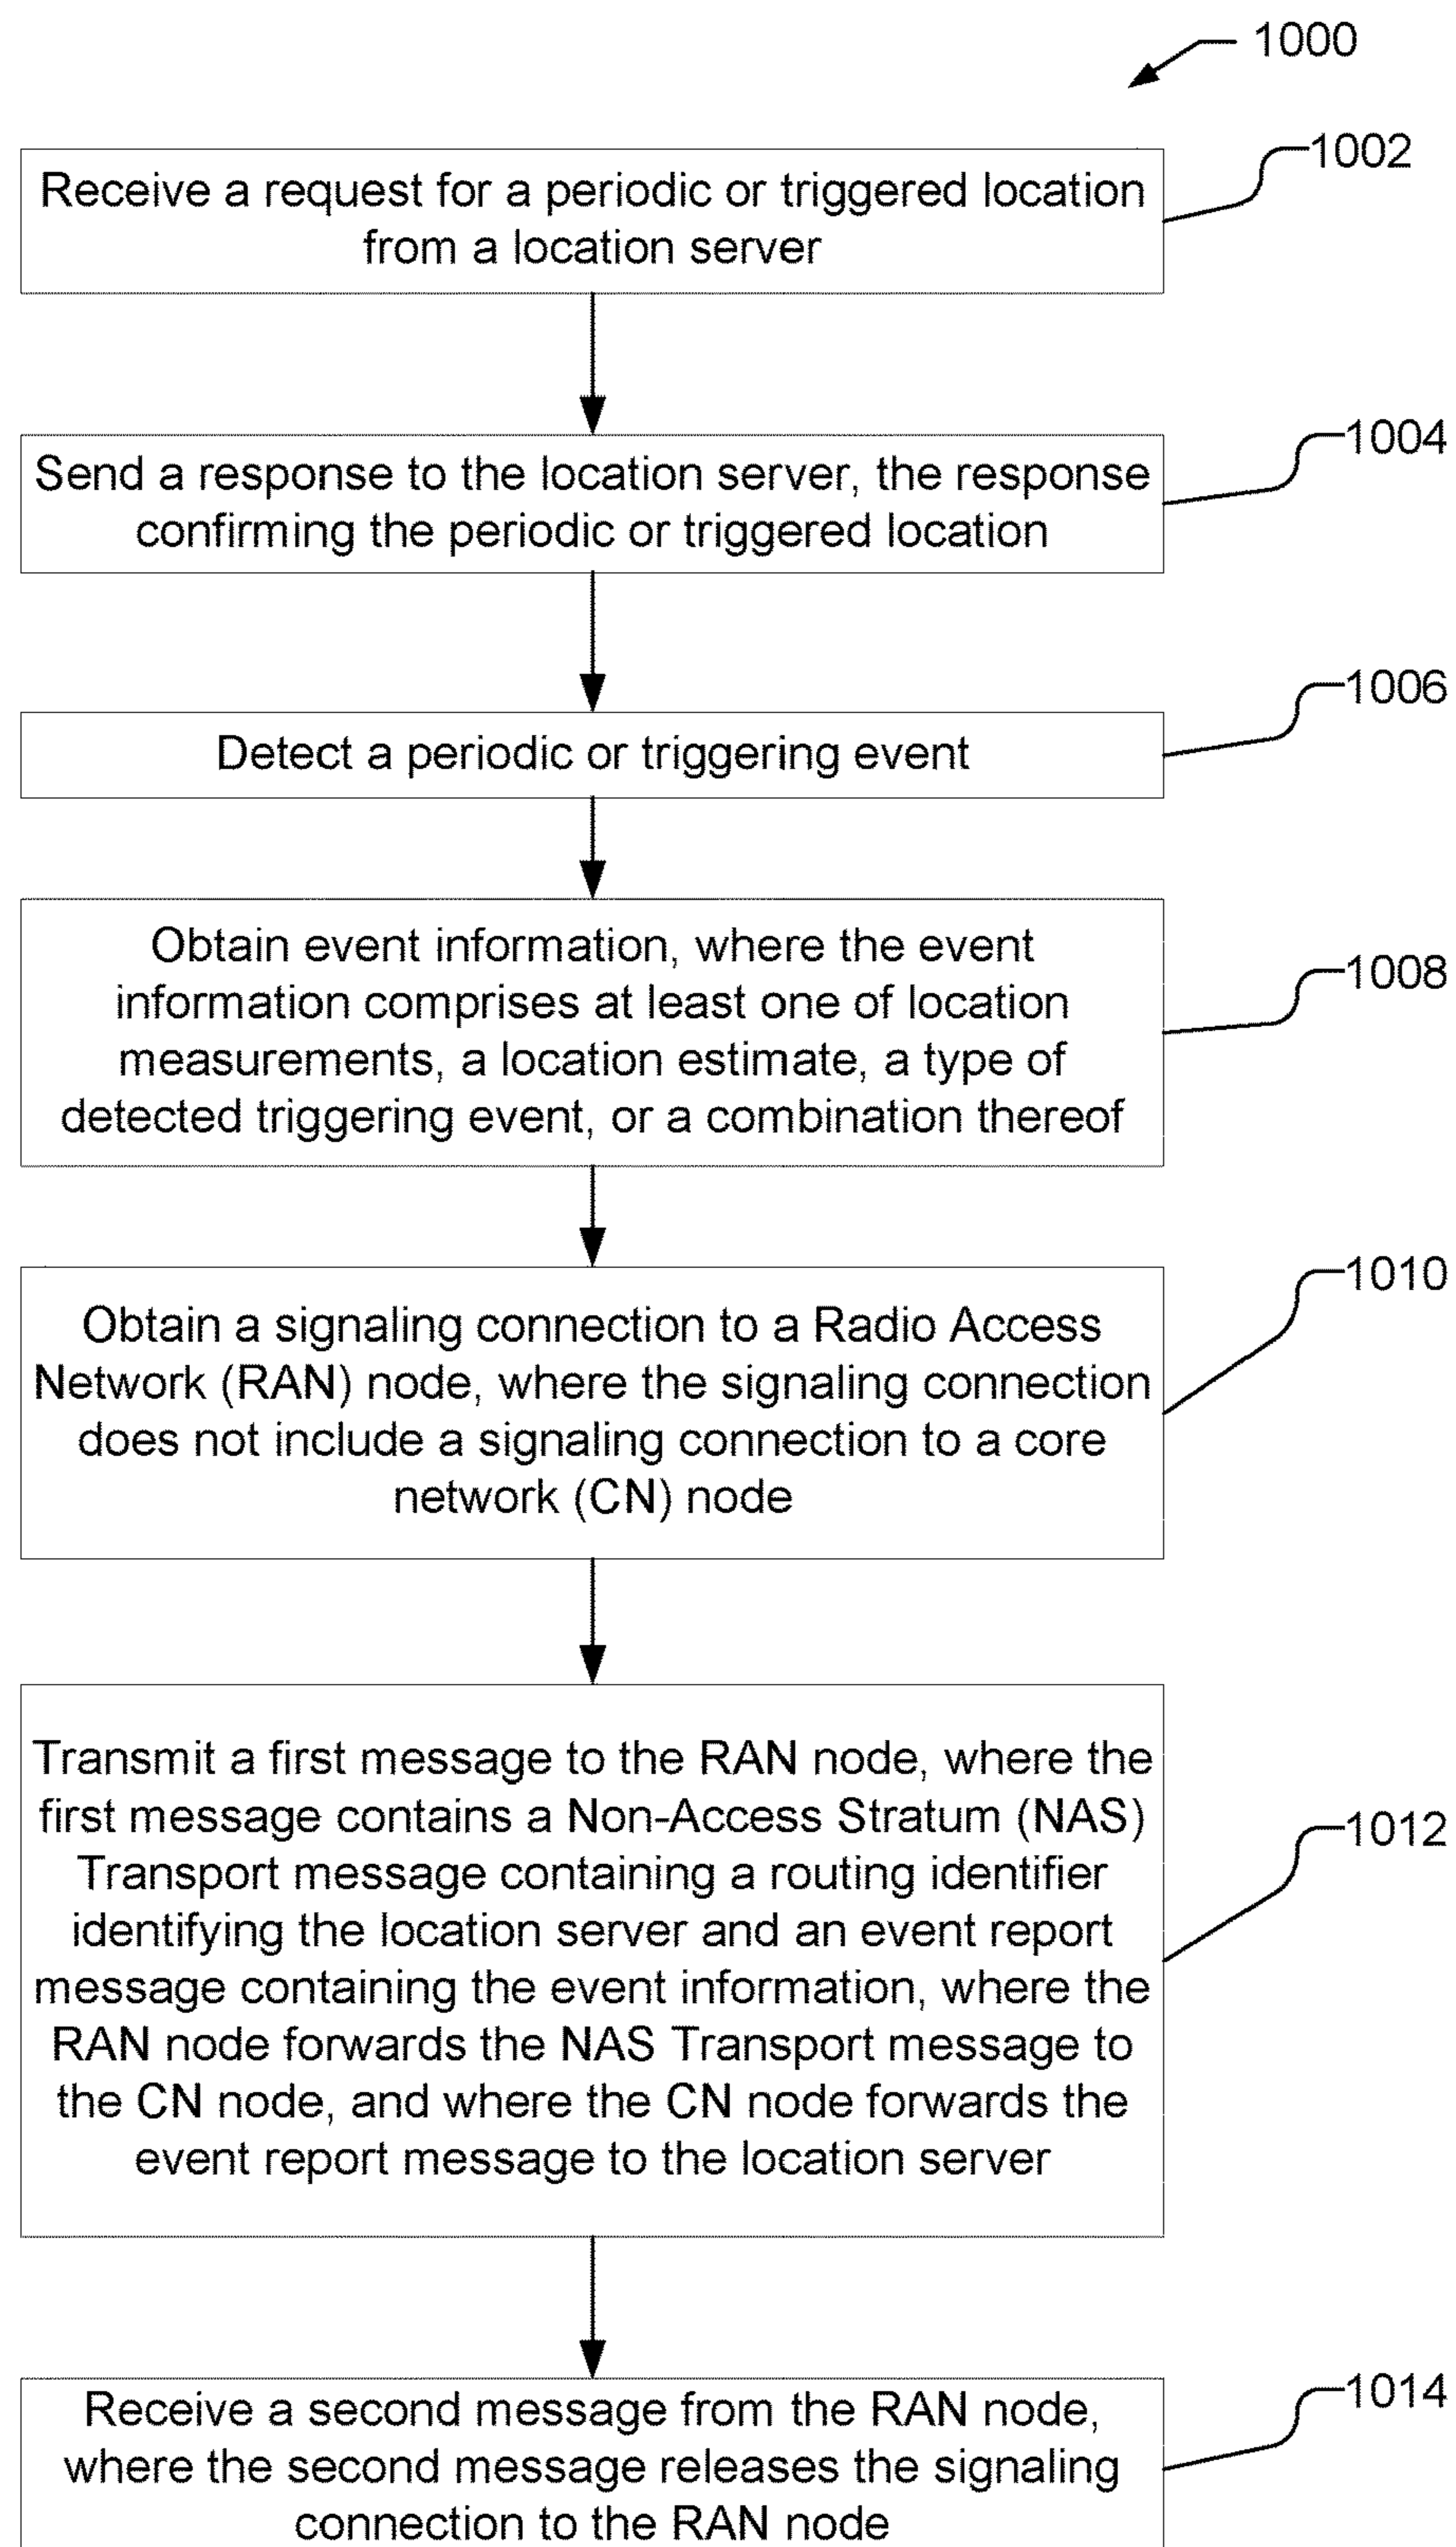 1000
1002
Receive a request for a periodic or triggered location
from a location server
1004
Send a response to the location server, the response
confirming the periodic or triggered location
1006
Detect a periodic or triggering event
Obtain event information, where the event
information comprises at least one of location
measurements, a location estimate, a type of
detected triggering event, or a combination thereof
1008
Obtain a signaling connection to a Radio Access
Network (RAN) node, where the signaling connection
does not include a signaling connection to a core
network (CN) node
1010
Transmit a first message to the RAN node, where the
first message contains a Non-Access Stratum (NAS)
Transport message containing a routing identifier
identifying the location server and an event report
message containing the event information, where the
RAN node forwards the NAS Transport message to
the CN node, and where the CN node forwards the
event report message to the location server
1012
Receive a second message from the RAN node,
where the second message releases the signaling
connection to the RAN node
1014